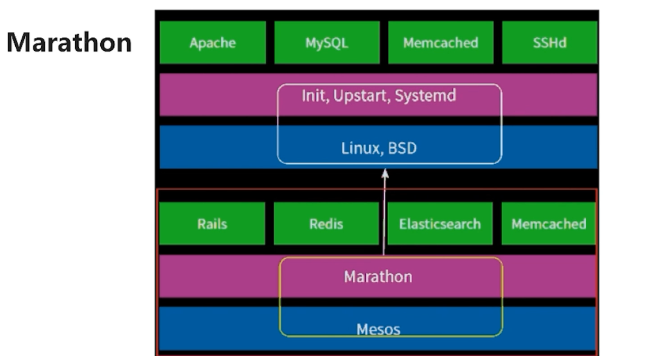 Marathon
Apache MySQL Memcached SSHd
Init, Upstart, Systemd
Linux, BSD
Rails Redis Elasticsearch Memcached
Marathon
Mesos